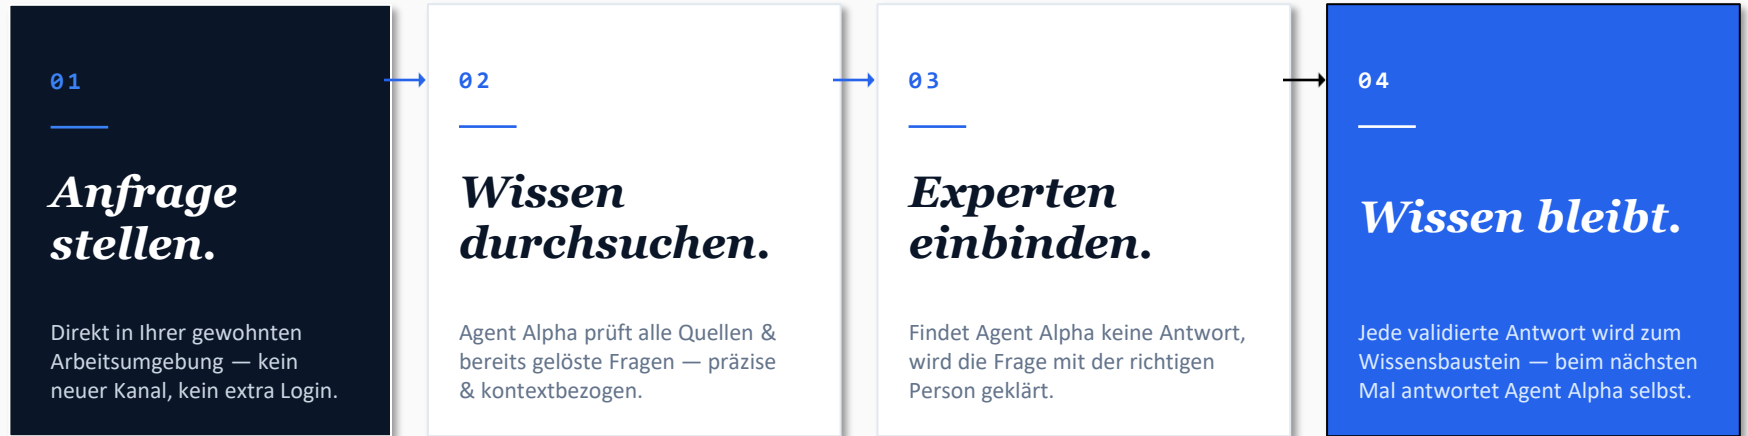 01
Anfrage
stellen.
Direkt in Ihrer gewohnten
Arbeitsumgebung — kein
neuer Kanal, kein extra Login.
02
Wissen
durchsuchen.
Agent Alpha prüft alle Quellen &
bereits gelöste Fragen — präzise
& kontextbezogen.
03
Experten
einbinden.
Findet Agent Alpha keine Antwort,
wird die Frage mit der richtigen
Person geklärt.
04
Wissen bleibt.
Jede validierte Antwort wird zum
Wissensbaustein — beim nächsten
Mal antwortet Agent Alpha selbst.